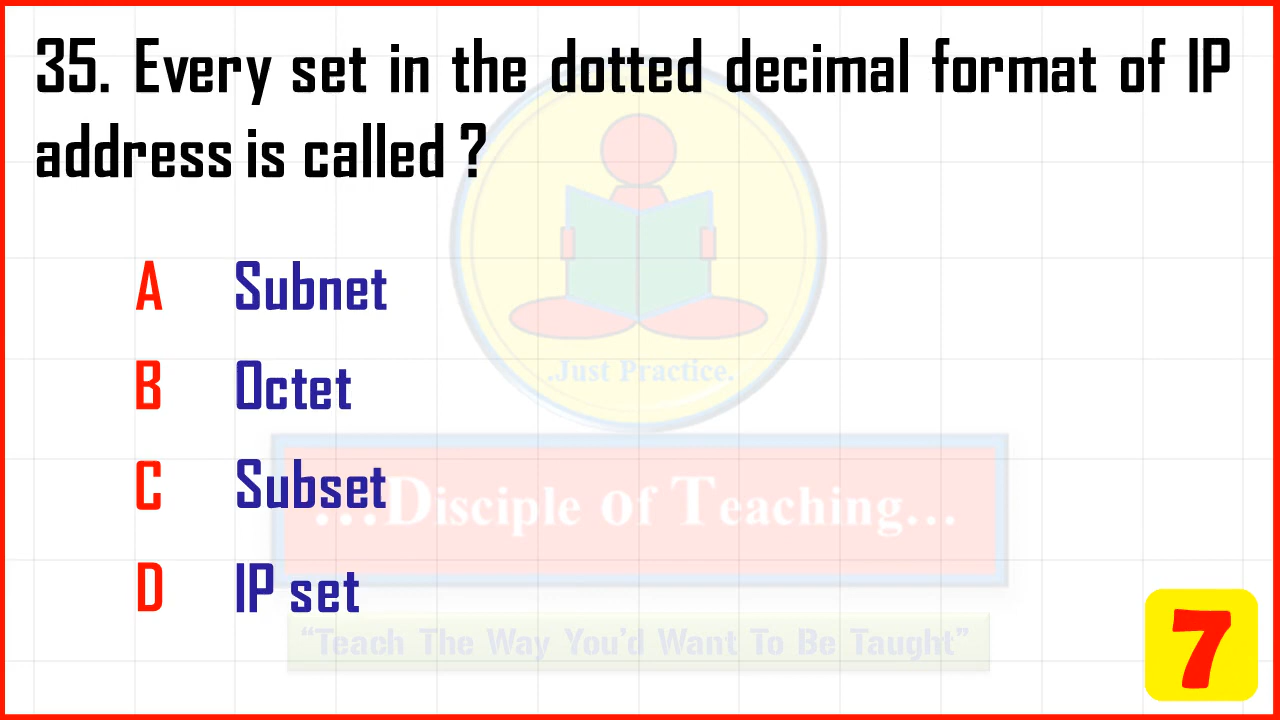 35. Every set in the dotted decimal format of IP
address is called ?
A Subnet
B Octet
C Subset
D IP set
.Just Practice.
...Disciple of Teaching...
“Teach The Way You’d Want To Be Taught”
7